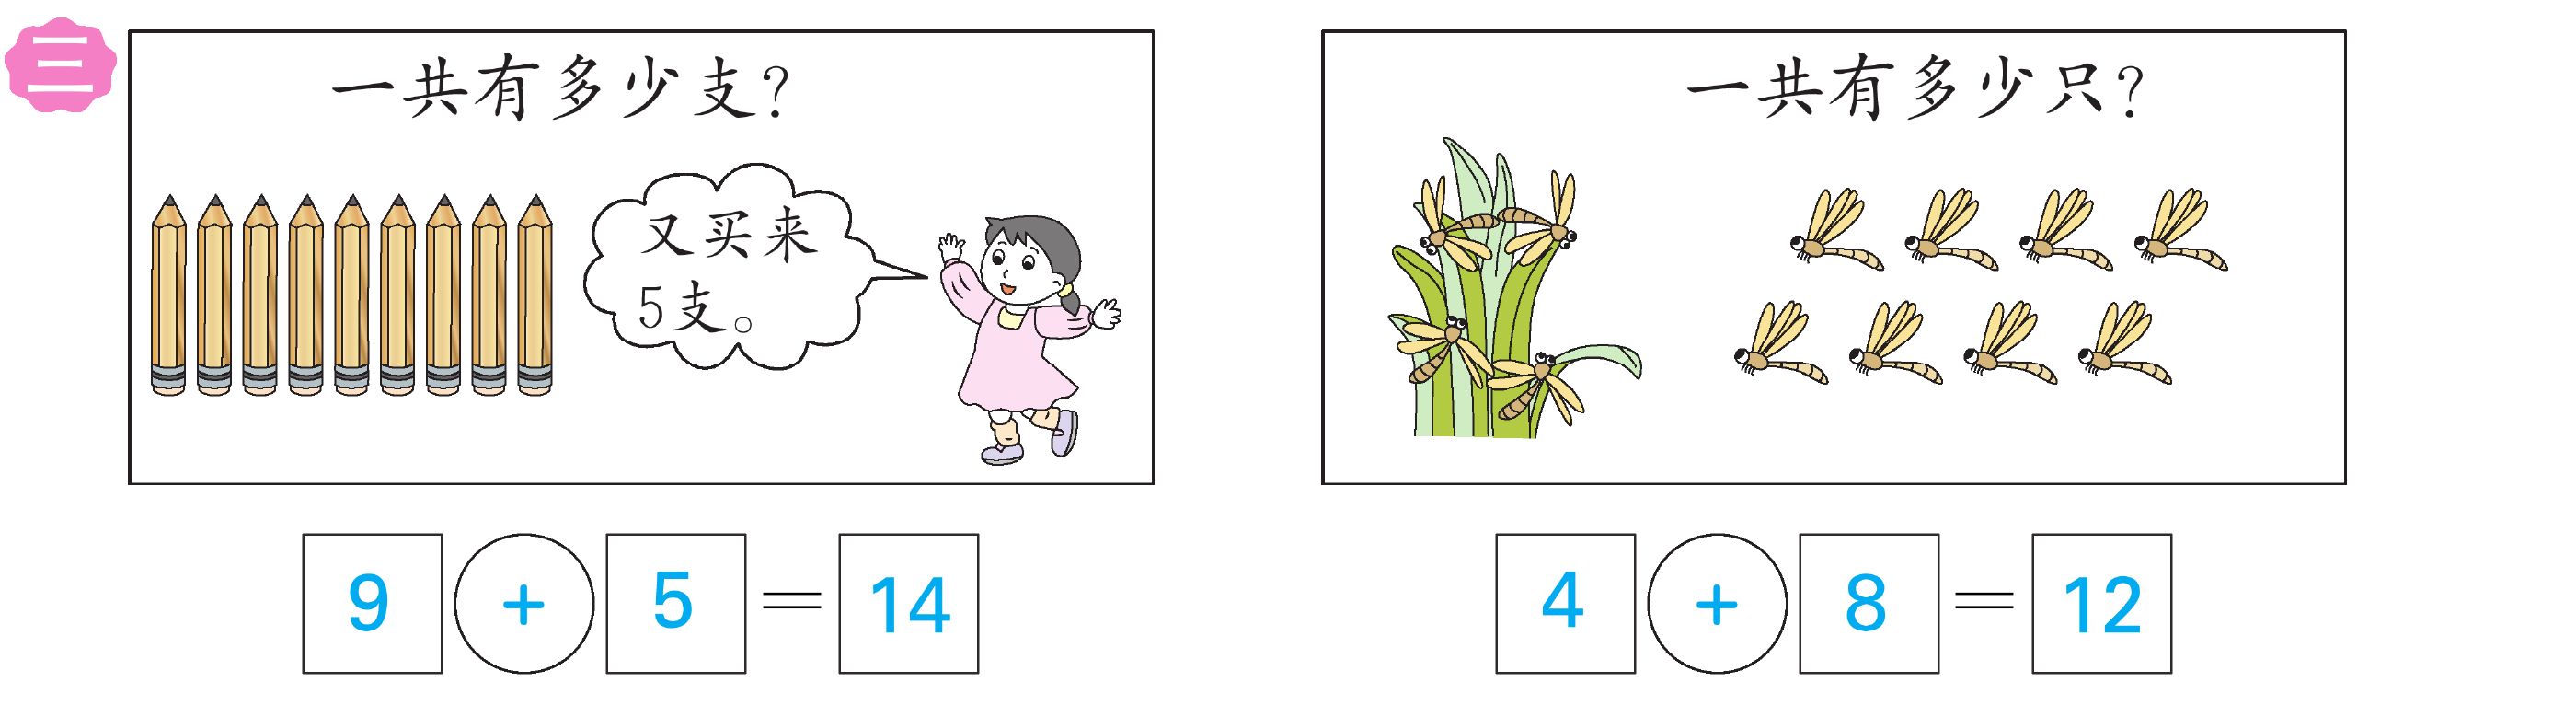 三
一共有多少支?
又买来
5支。
9 + 5 = 14
一共有多少只?
4 + 8 = 12